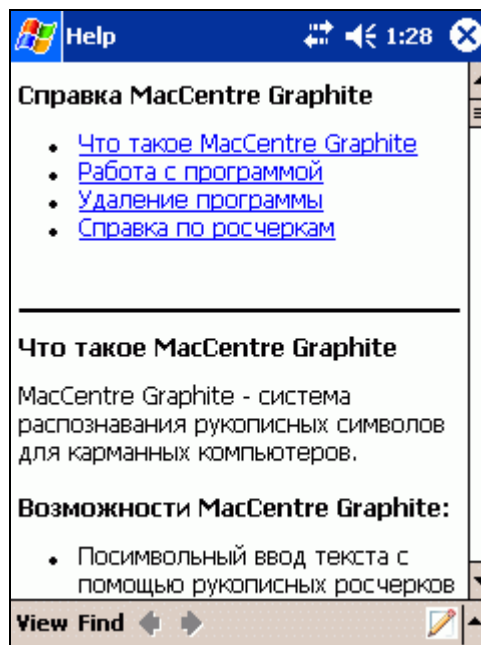 Help 1:28
Справка MacCentre Graphite
Что такое MacCentre Graphite
Работа с программой
Удаление программы
Справка по росчеркам
Что такое MacCentre Graphite
MacCentre Graphite - система
распознавания рукописных символов
для карманных компьютеров.
Возможности MacCentre Graphite:
Посимвольный ввод текста с
помощью рукописных росчерков
View Find